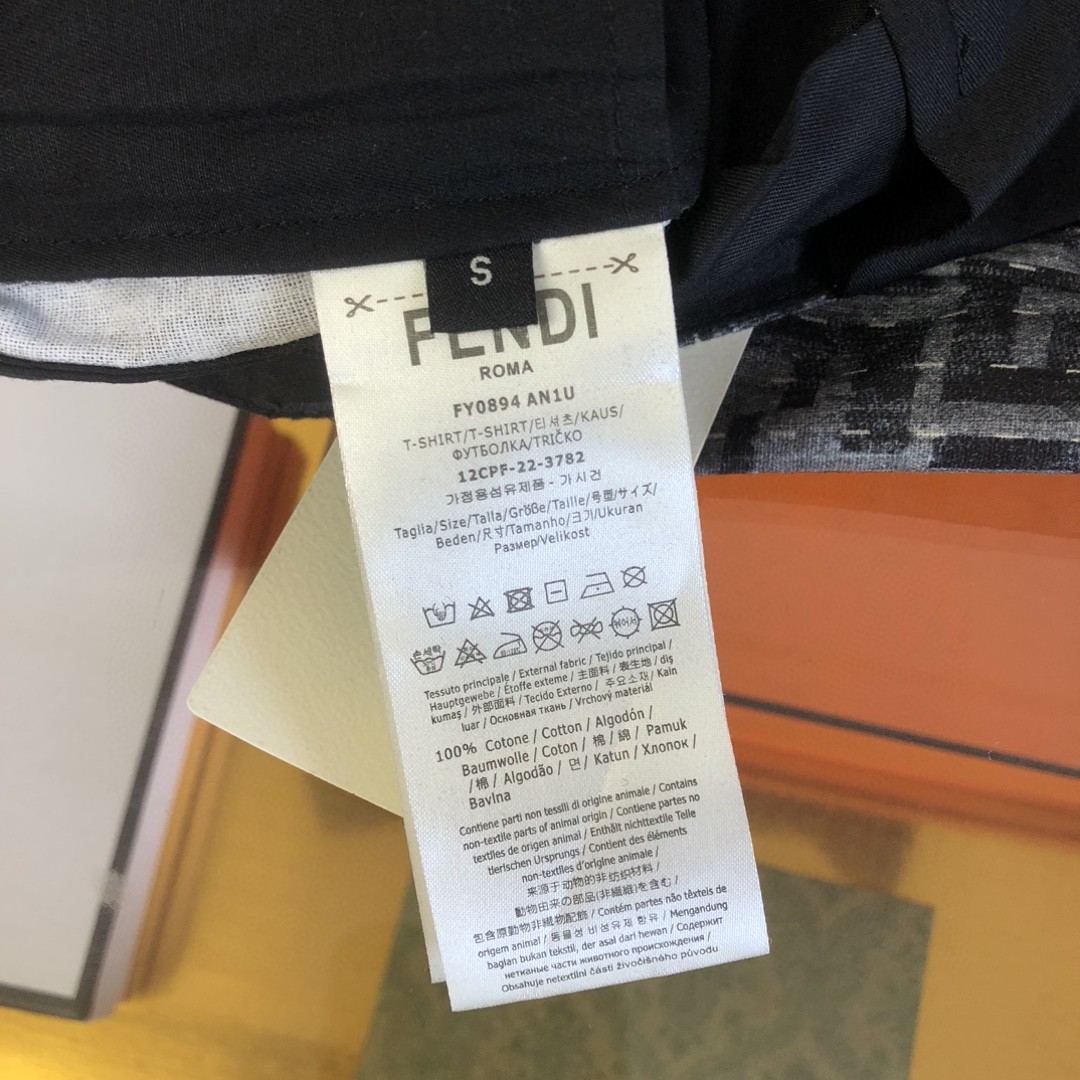 S
FENDI
ROMA
FY0894 AN1U
T-SHIRT/T-SHIRT/티셔츠/KAUS/
ФУТБОЛКА/TRIČKO
12CPF-22-3782
가정용섬유제품 - 가시건
Taglia/Size/Talla/Größe/Taille/号型/サイズ/
Beden/尺寸/Tamanho/크기/Ukuran
Размер/Velikost
손세탁
Tessuto principale / External fabric / Tejido principal /
Hauptgewebe / Étoffe externe / 主面料 / 表生地 / diş
kumaş / 外部面料 / Tecido Externo / 주요소재 / Kain
luar / Основная ткань / Vrchový materiál
100% Cotone / Cotton / Algodón /
Baumwolle / Coton / 棉 / 綿 / Pamuk
/ 棉 / Algodão / 면 / Katun / Хлопок /
Bavlna
Contiene parti non tessili di origine animale / Contains
non-textile parts of animal origin / Contiene partes no
textiles de origen animal / Enthält nichttextile Teile
tierischen Ursprungs / Contient des éléments
non-textiles d'origine animale /
来源于动物的非纺织材料 /
動物由来の部品(非繊維)を含む /
包含原動物非織物配飾 / Contém partes não têxteis de
origem animal / 동물성 비섬유제 함유 / Mengandung
baglan bukan tekstil, der asal dari hewan / Содержит
нетканые части животного происхождения /
Obsahuje netextilní části živočišného původu